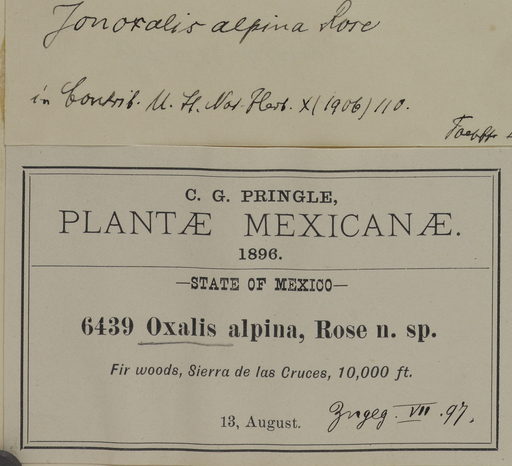 Ionoxalis alpina Rose
in Contrib. U. S. Nat. Herb. X (1906) 110.
C. G. PRINGLE,
PLANTÆ MEXICANÆ.
1896.
—STATE OF MEXICO—
6439 Oxalis alpina, Rose n. sp.
Fir woods, Sierra de las Cruces, 10,000 ft.
13, August.
Zugeg. VII. 97.